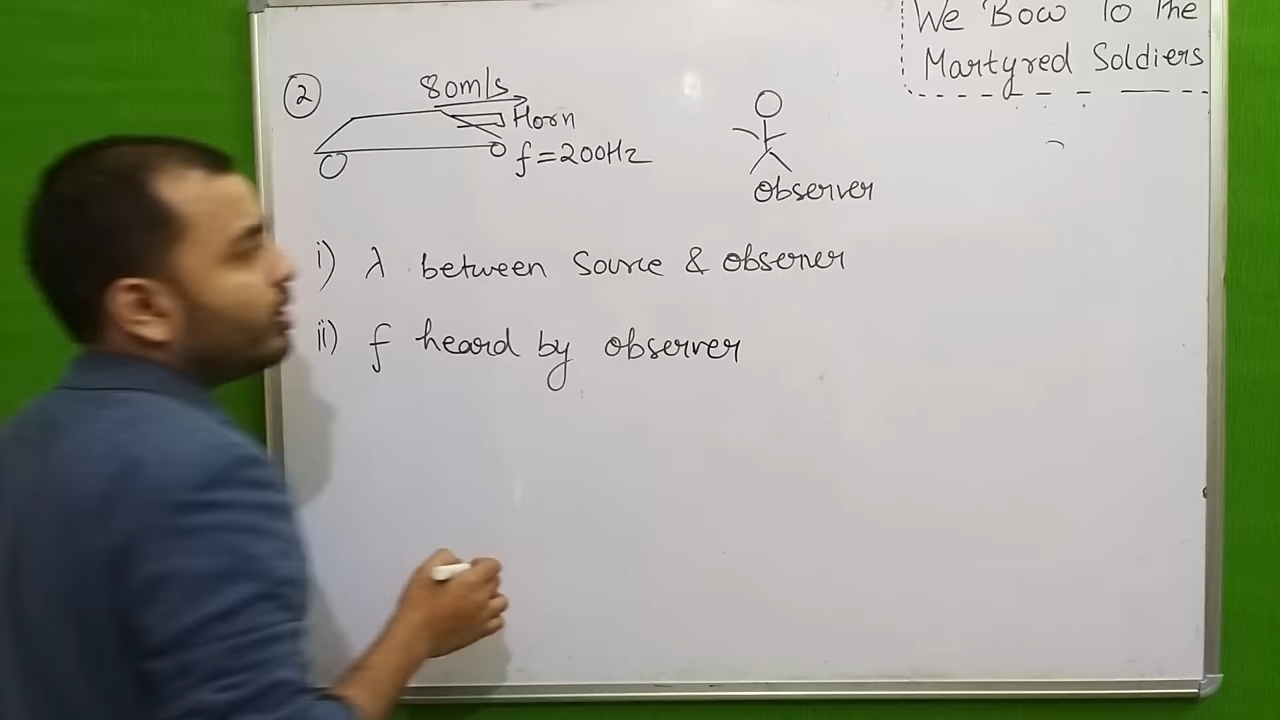 We Bow To The
Martyred Soldiers
2
80m/s
Horn
f=200Hz
observer
i) λ between Source & observer
ii) f heard by observer